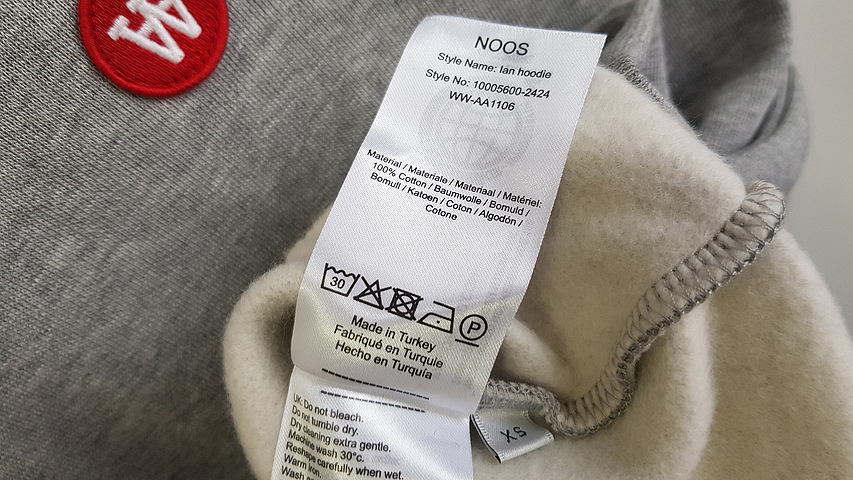 AA
NOOS
Style Name: Ian hoodie
Style No: 10005600-2424
WW-AA1106
Material / Materiale / Materiaal / Matériel:
100% Cotton / Baumwolle / Bomuld /
Bomull / Katoen / Coton / Algodón /
Cotone
30
P
Made in Turkey
Fabriqué en Turquie
Hecho en Turquía
UK: Do not bleach.
Do not tumble dry.
Dry cleaning extra gentle.
Machine wash 30°c.
Reshape carefully when wet.
Warm iron.
Wash
XS